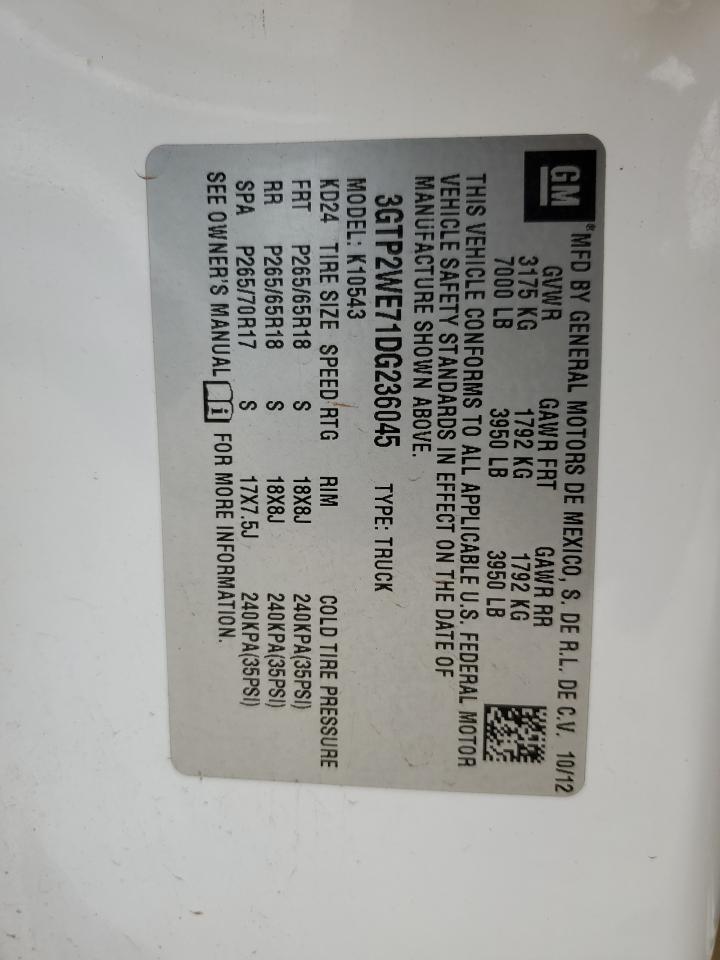 GM
®MFD BY GENERAL MOTORS DE MEXICO, S. DE R.L. DE C.V. 10/12
GVWR GAWR FRT GAWR RR
3175 KG 1792 KG 1792 KG
7000 LB 3950 LB 3950 LB
THIS VEHICLE CONFORMS TO ALL APPLICABLE U.S. FEDERAL MOTOR
VEHICLE SAFETY STANDARDS IN EFFECT ON THE DATE OF
MANUFACTURE SHOWN ABOVE.
3GTP2WE71DG236045 TYPE: TRUCK
MODEL: K10543
KD24 TIRE SIZE SPEED RTG RIM COLD TIRE PRESSURE
FRT P265/65R18 S 18X8J 240KPA(35PSI)
RR P265/65R18 S 18X8J 240KPA(35PSI)
SPA P265/70R17 S 17X7.5J 240KPA(35PSI)
SEE OWNER'S MANUAL i FOR MORE INFORMATION.